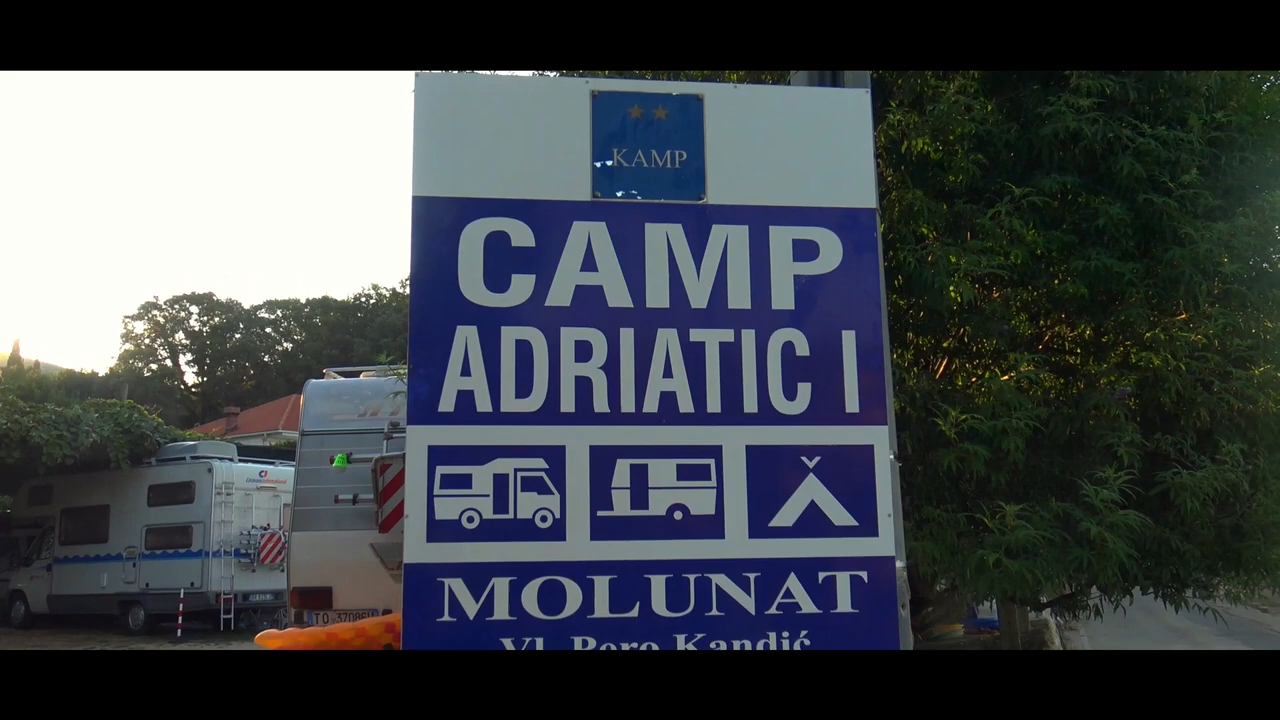 KAMP
CAMP
ADRIATIC I
MOLUNAT
Vl. Pero Kandić